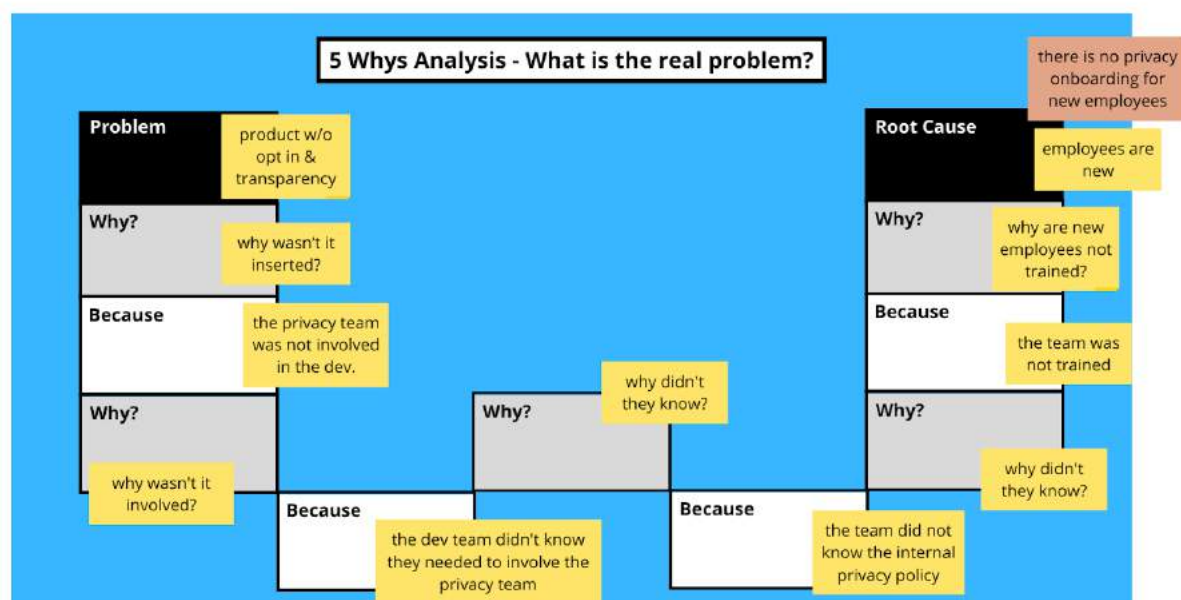 5 Whys Analysis - What is the real problem?
there is no privacy
onboarding for
new employees
Problem
product w/o
opt in &
transparency
Why?
why wasn't it
inserted?
Because
the privacy team
was not involved
in the dev.
Why?
why wasn't it
involved?
Because
the dev team didn't know
they needed to involve the
privacy team
Why?
why didn't
they know?
Because
the team did not
know the internal
privacy policy
Why?
why didn't
they know?
Because
the team was
not trained
Why?
why are new
employees not
trained?
Root Cause
employees are
new